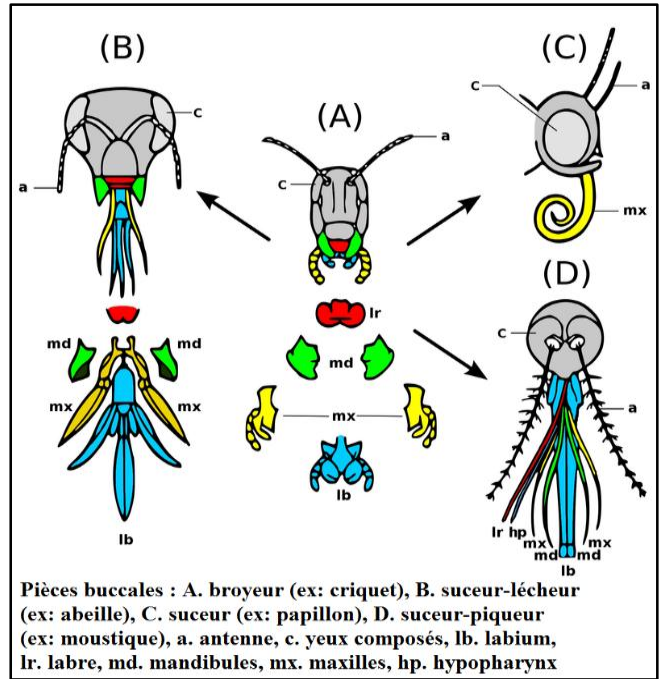 (B)
(C)
(A)
c
c
a
a
a
c
mx
(D)
lr
md
md
c
md
mx
mx
mx
a
lb
lr hp
mx
mx
md
md
lb
lb
Pièces buccales : A. broyeur (ex: criquet), B. suceur-lécheur
(ex: abeille), C. suceur (ex: papillon), D. suceur-piqueur
(ex: moustique), a. antenne, c. yeux composés, lb. labium,
lr. labre, md. mandibules, mx. maxilles, hp. hypopharynx